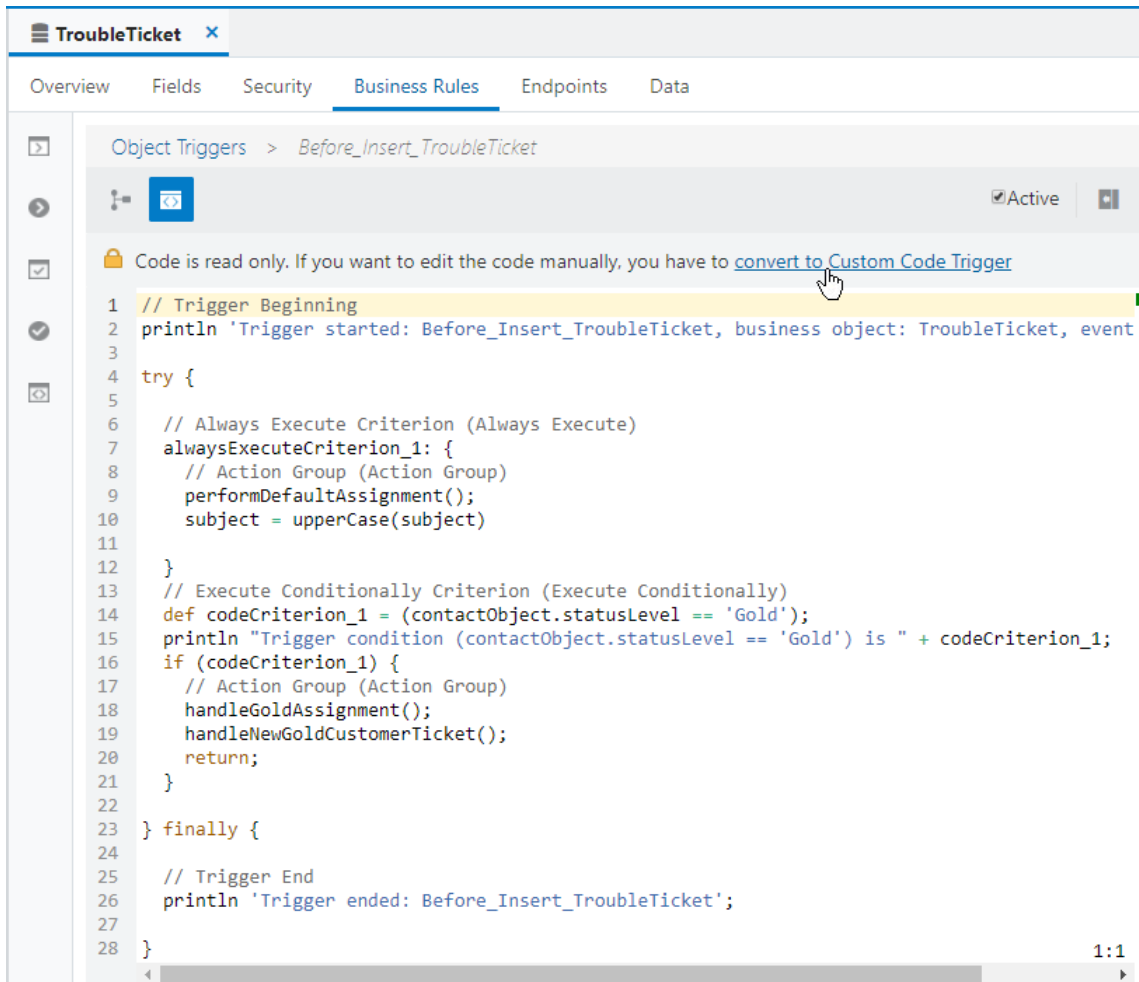 TroubleTicket ×
Overview Fields Security Business Rules Endpoints Data
Object Triggers > Before_Insert_TroubleTicket
Active
Code is read only. If you want to edit the code manually, you have to convert to Custom Code Trigger
1 // Trigger Beginning
2 println 'Trigger started: Before_Insert_TroubleTicket, business object: TroubleTicket, event
3
4 try {
5
6 // Always Execute Criterion (Always Execute)
7 alwaysExecuteCriterion_1: {
8 // Action Group (Action Group)
9 performDefaultAssignment();
10 subject = upperCase(subject)
11
12 }
13 // Execute Conditionally Criterion (Execute Conditionally)
14 def codeCriterion_1 = (contactObject.statusLevel == 'Gold');
15 println "Trigger condition (contactObject.statusLevel == 'Gold') is " + codeCriterion_1;
16 if (codeCriterion_1) {
17 // Action Group (Action Group)
18 handleGoldAssignment();
19 handleNewGoldCustomerTicket();
20 return;
21 }
22
23 } finally {
24
25 // Trigger End
26 println 'Trigger ended: Before_Insert_TroubleTicket';
27
28 }
1:1